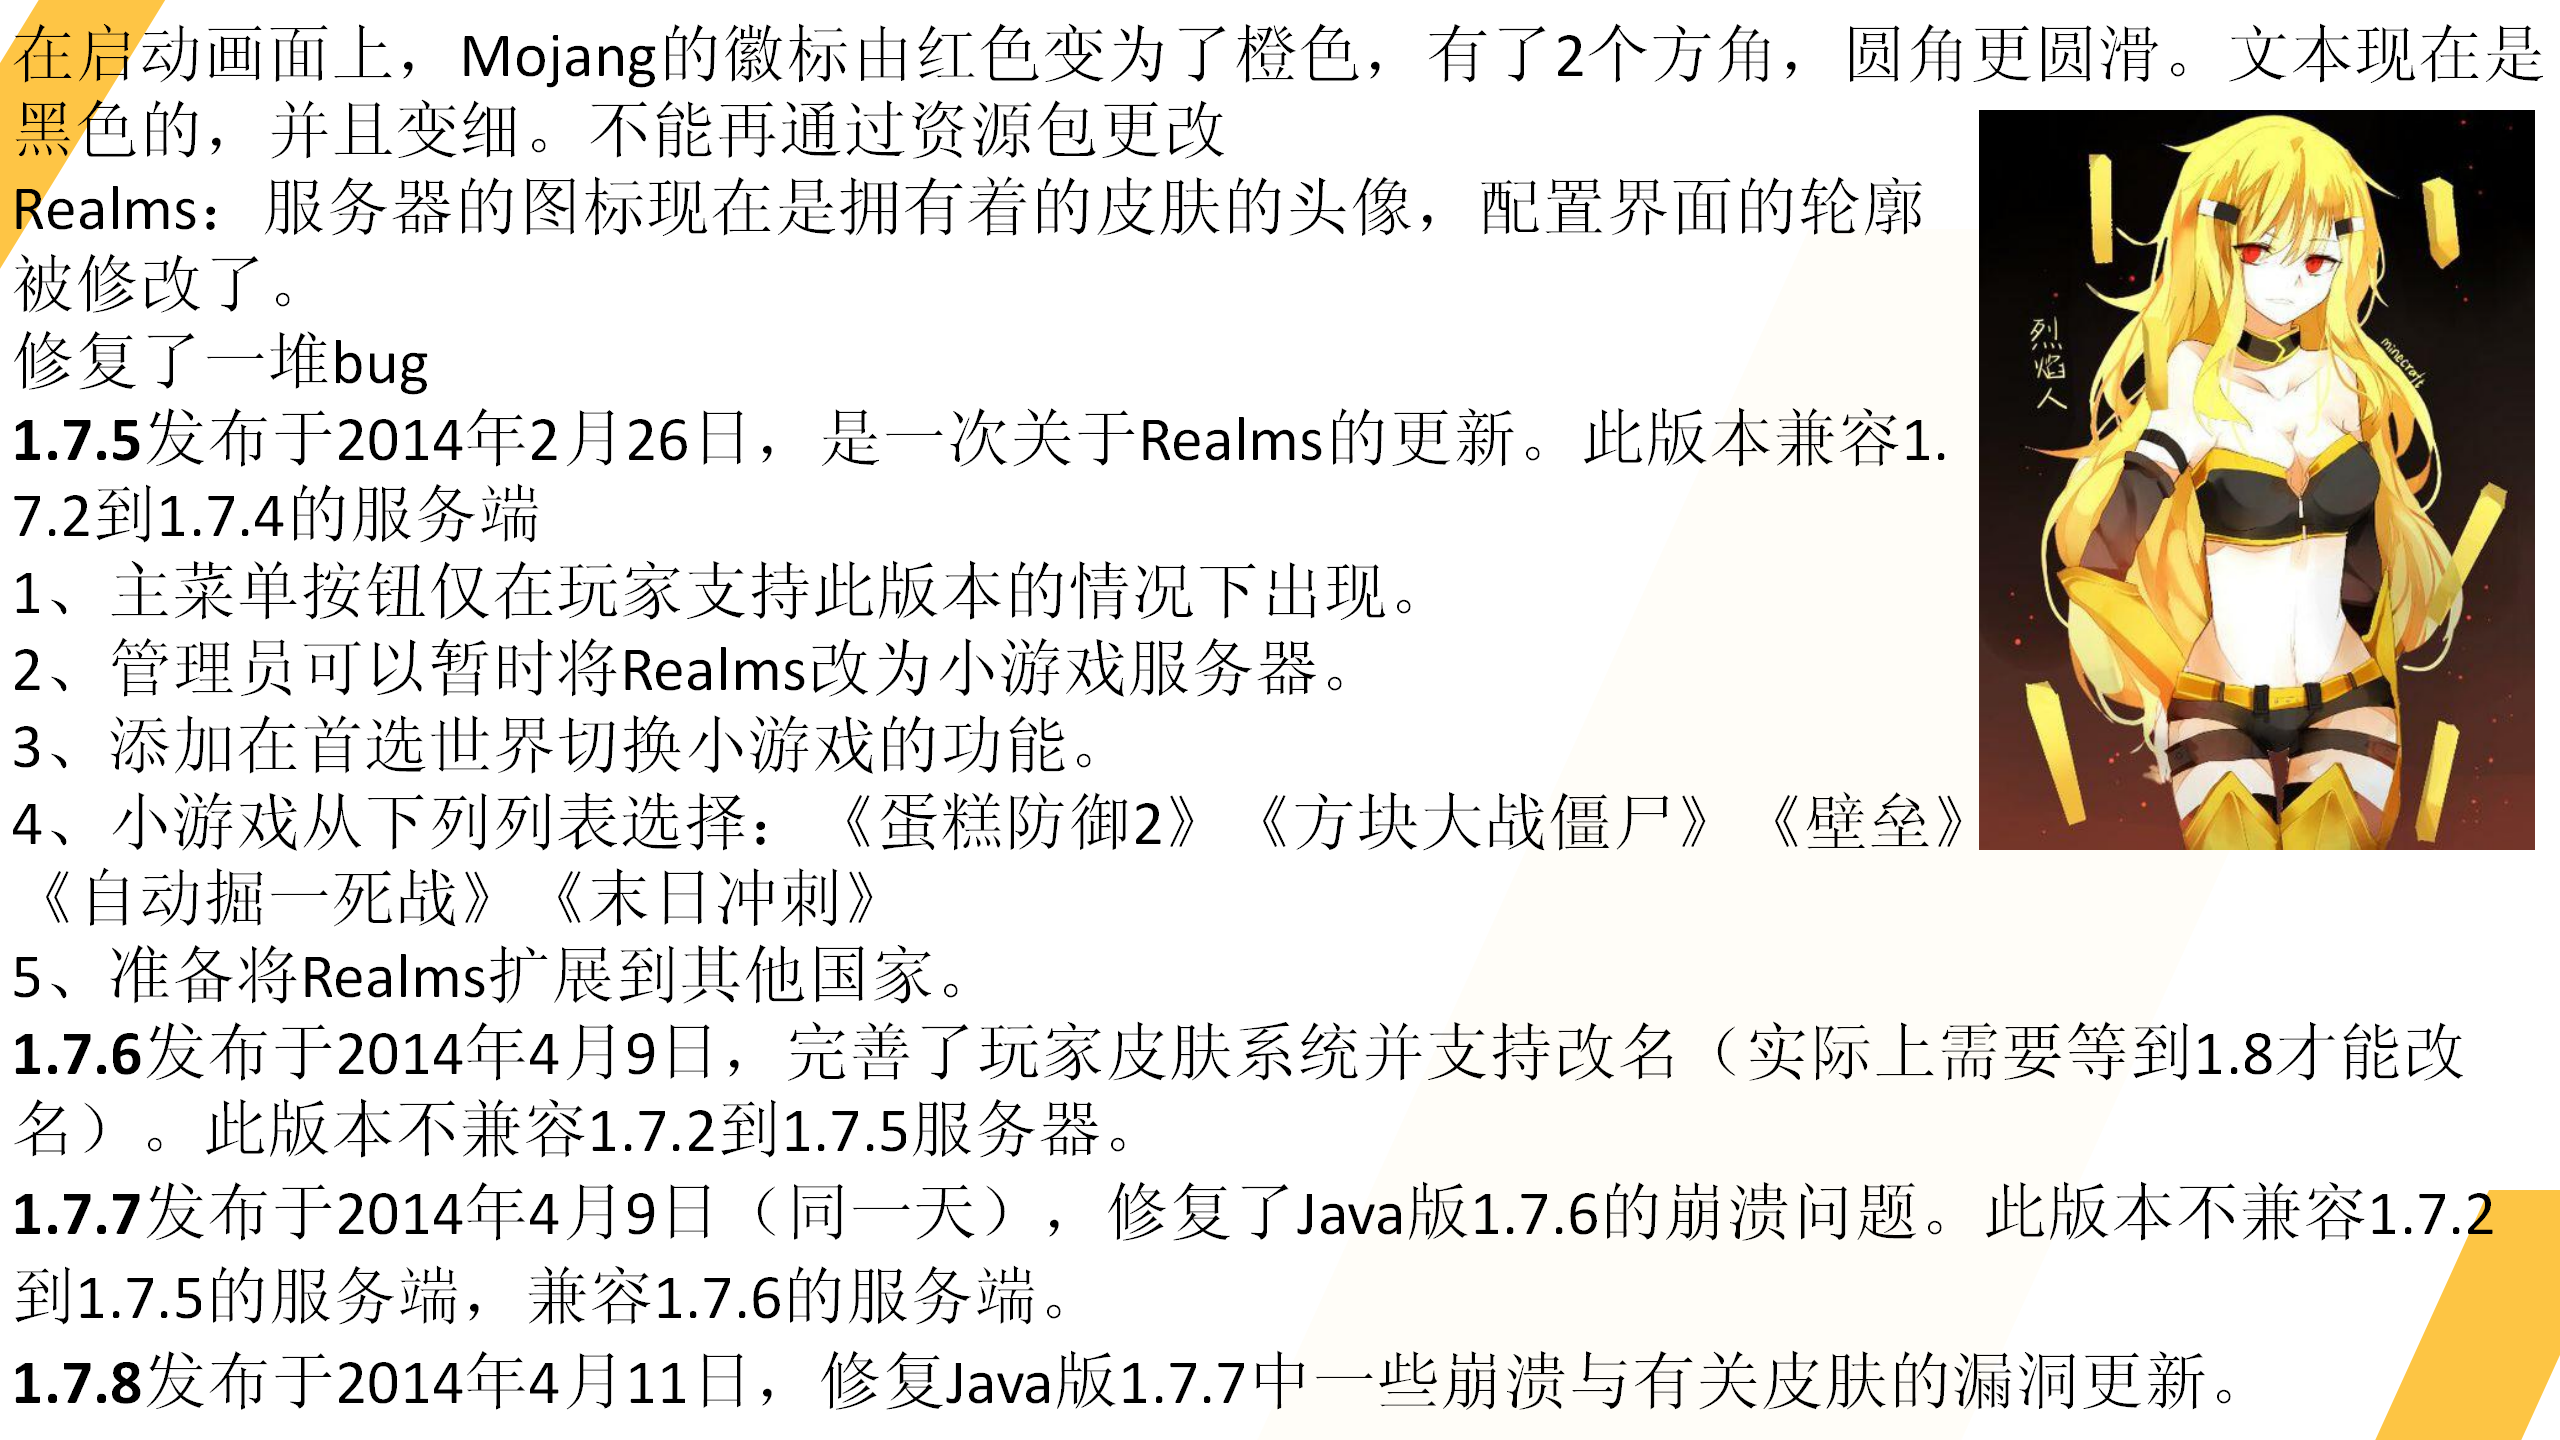 在启动画面上，Mojang的徽标由红色变为了橙色，有了2个方角，圆角更圆滑。文本现在是
黑色的，并且变细。不能再通过资源包更改
Realms：服务器的图标现在是拥有着的皮肤的头像，配置界面的轮廓
被修改了。
修复了一堆bug
1.7.5发布于2014年2月26日，是一次关于Realms的更新。此版本兼容1.
7.2到1.7.4的服务端
1、主菜单按钮仅在玩家支持此版本的情况下出现。
2、管理员可以暂时将Realms改为小游戏服务器。
3、添加在首选世界切换小游戏的功能。
4、小游戏从下列列表选择：《蛋糕防御2》《方块大战僵尸》《壁垒》
《自动掘一死战》《末日冲刺》
5、准备将Realms扩展到其他国家。
1.7.6发布于2014年4月9日，完善了玩家皮肤系统并支持改名（实际上需要等到1.8才能改
名）。此版本不兼容1.7.2到1.7.5服务器。
1.7.7发布于2014年4月9日（同一天），修复了Java版1.7.6的崩溃问题。此版本不兼容1.7.2
到1.7.5的服务端，兼容1.7.6的服务端。
1.7.8发布于2014年4月11日，修复Java版1.7.7中一些崩溃与有关皮肤的漏洞更新。
烈焰人
minecraft